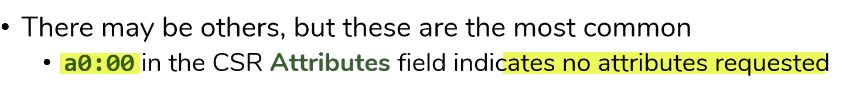 • There may be others, but these are the most common
• a0:00 in the CSR Attributes field indicates no attributes requested